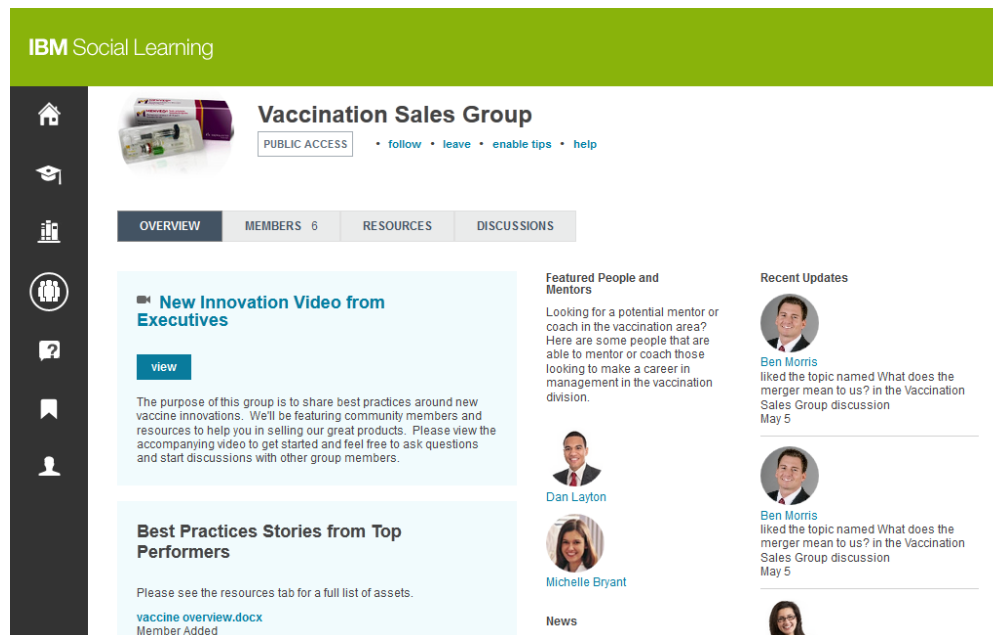 IBM Social Learning
Vaccination Sales Group
PUBLIC ACCESS • follow • leave • enable tips • help
OVERVIEW MEMBERS 6 RESOURCES DISCUSSIONS
New Innovation Video from
Executives
view
The purpose of this group is to share best practices around new
vaccine innovations. We'll be featuring community members and
resources to help you in selling our great products. Please view the
accompanying video to get started and feel free to ask questions
and start discussions with other group members.
Best Practices Stories from Top
Performers
Please see the resources tab for a full list of assets.
vaccine overview.docx
Member Added
Featured People and
Mentors
Looking for a potential mentor or
coach in the vaccination area?
Here are some people that are
able to mentor or coach those
looking to make a career in
management in the vaccination
division.
Dan Layton
Michelle Bryant
News
Recent Updates
Ben Morris
liked the topic named What does the
merger mean to us? in the Vaccination
Sales Group discussion
May 5
Ben Morris
liked the topic named What does the
merger mean to us? in the Vaccination
Sales Group discussion
May 5